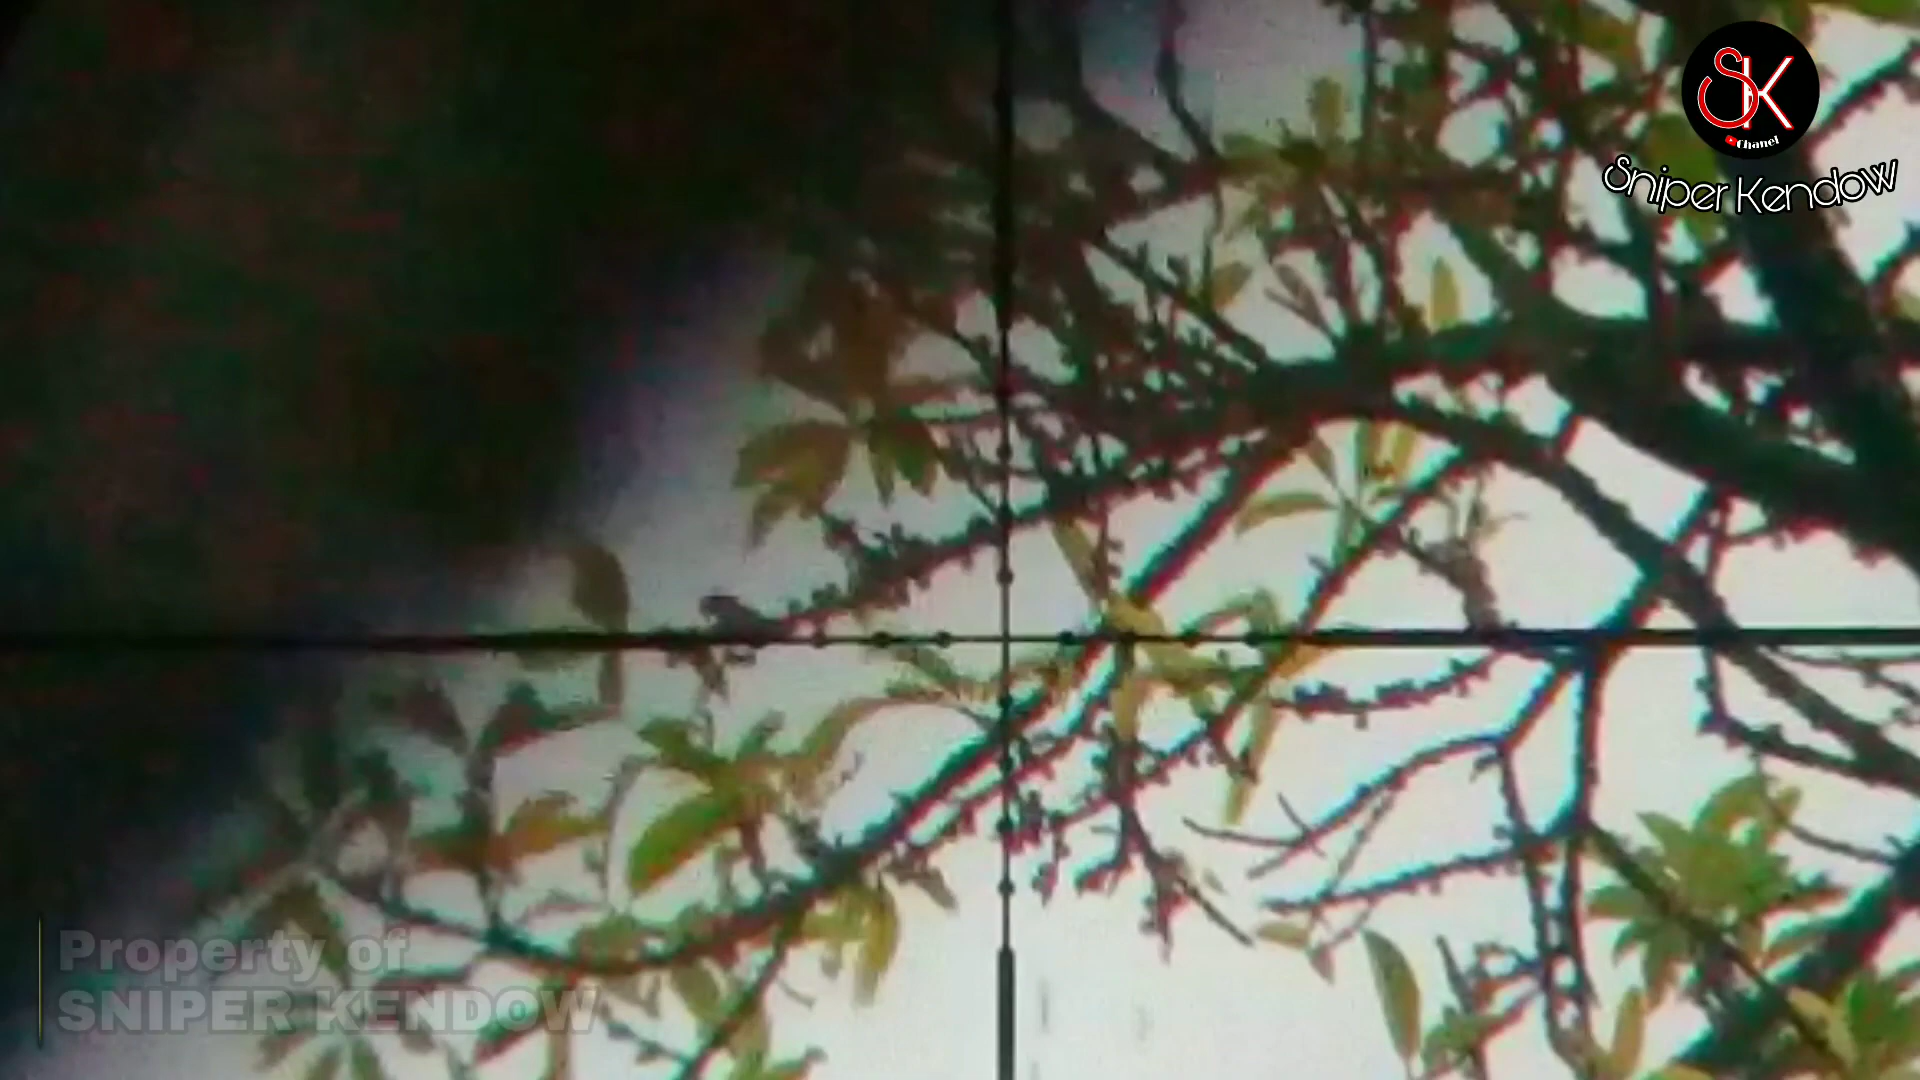 SK
Chanel
Sniper Kendow
Property of
SNIPER KENDOW